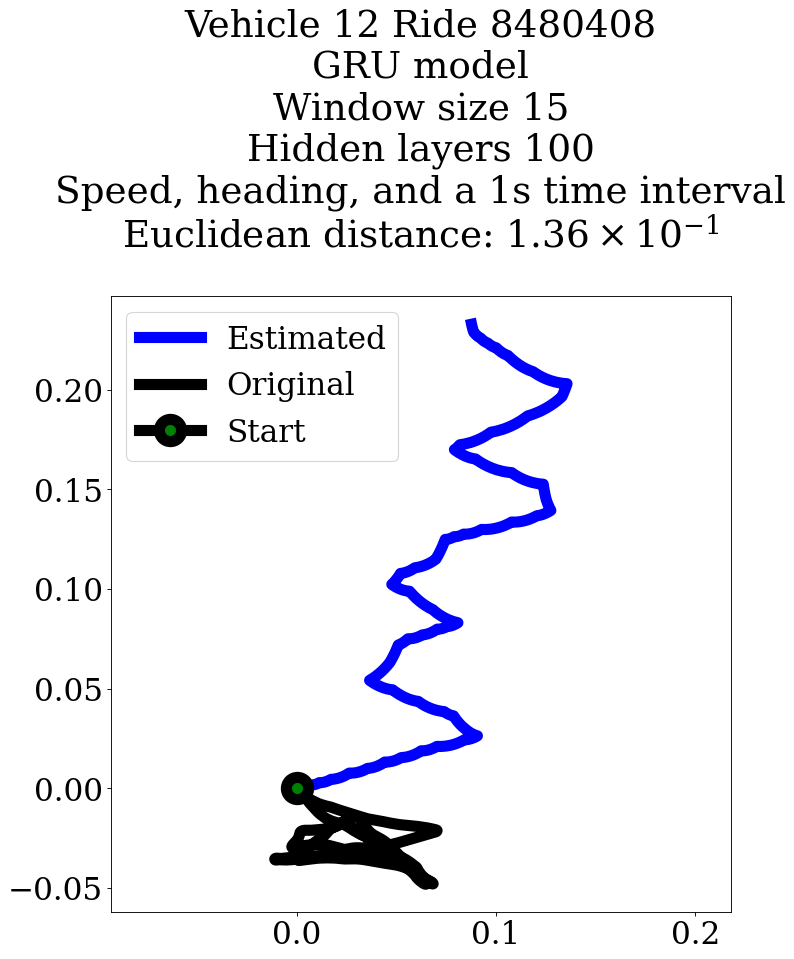 Vehicle 12 Ride 8480408
GRU model
Window size 15
Hidden layers 100
Speed, heading, and a 1s time interval
Euclidean distance: 1.36 × 10⁻¹
Estimated
Original
Start
0.20
0.15
0.10
0.05
0.00
−0.05
0.0 0.1 0.2